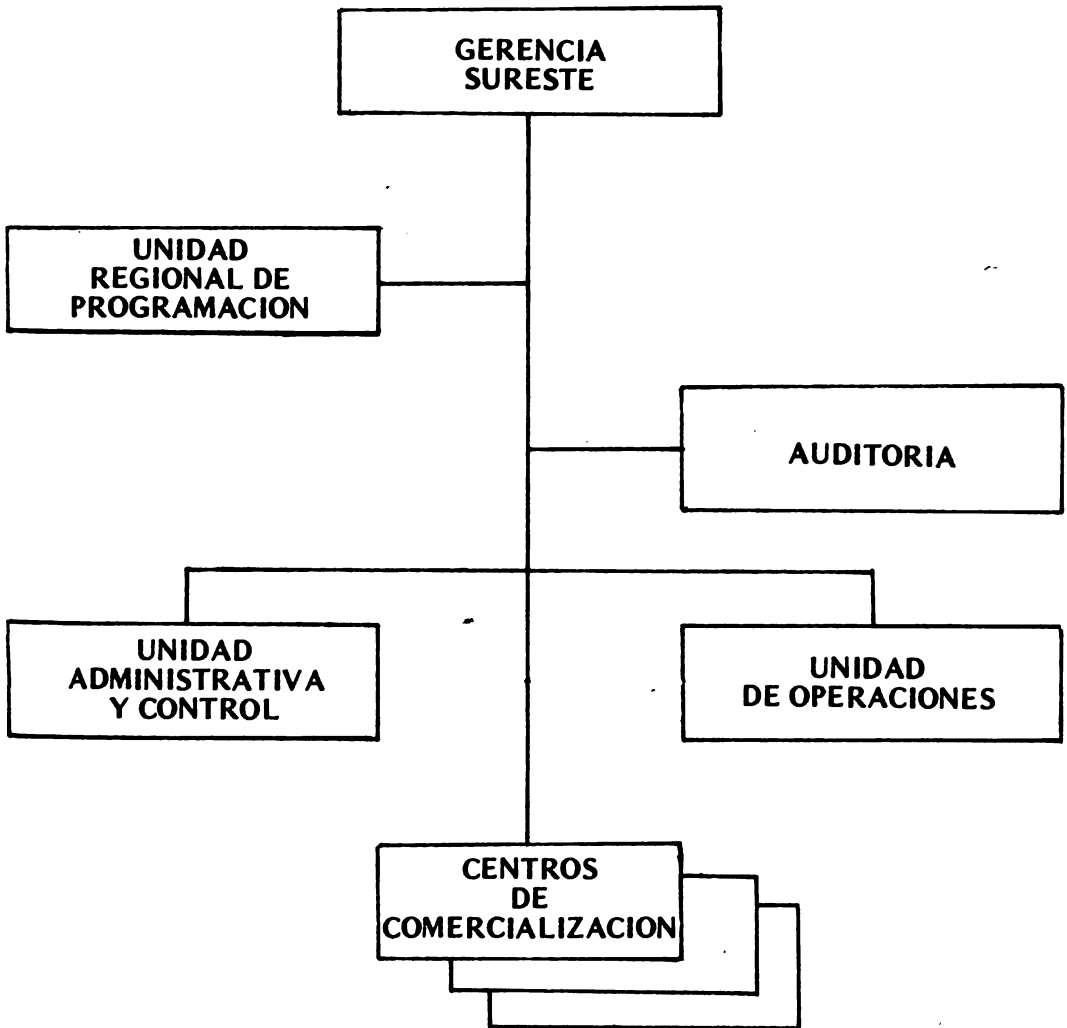 GERENCIA
SURESTE
UNIDAD
REGIONAL DE
PROGRAMACION
AUDITORIA
UNIDAD
ADMINISTRATIVA
Y CONTROL
UNIDAD
DE OPERACIONES
CENTROS
DE
COMERCIALIZACION